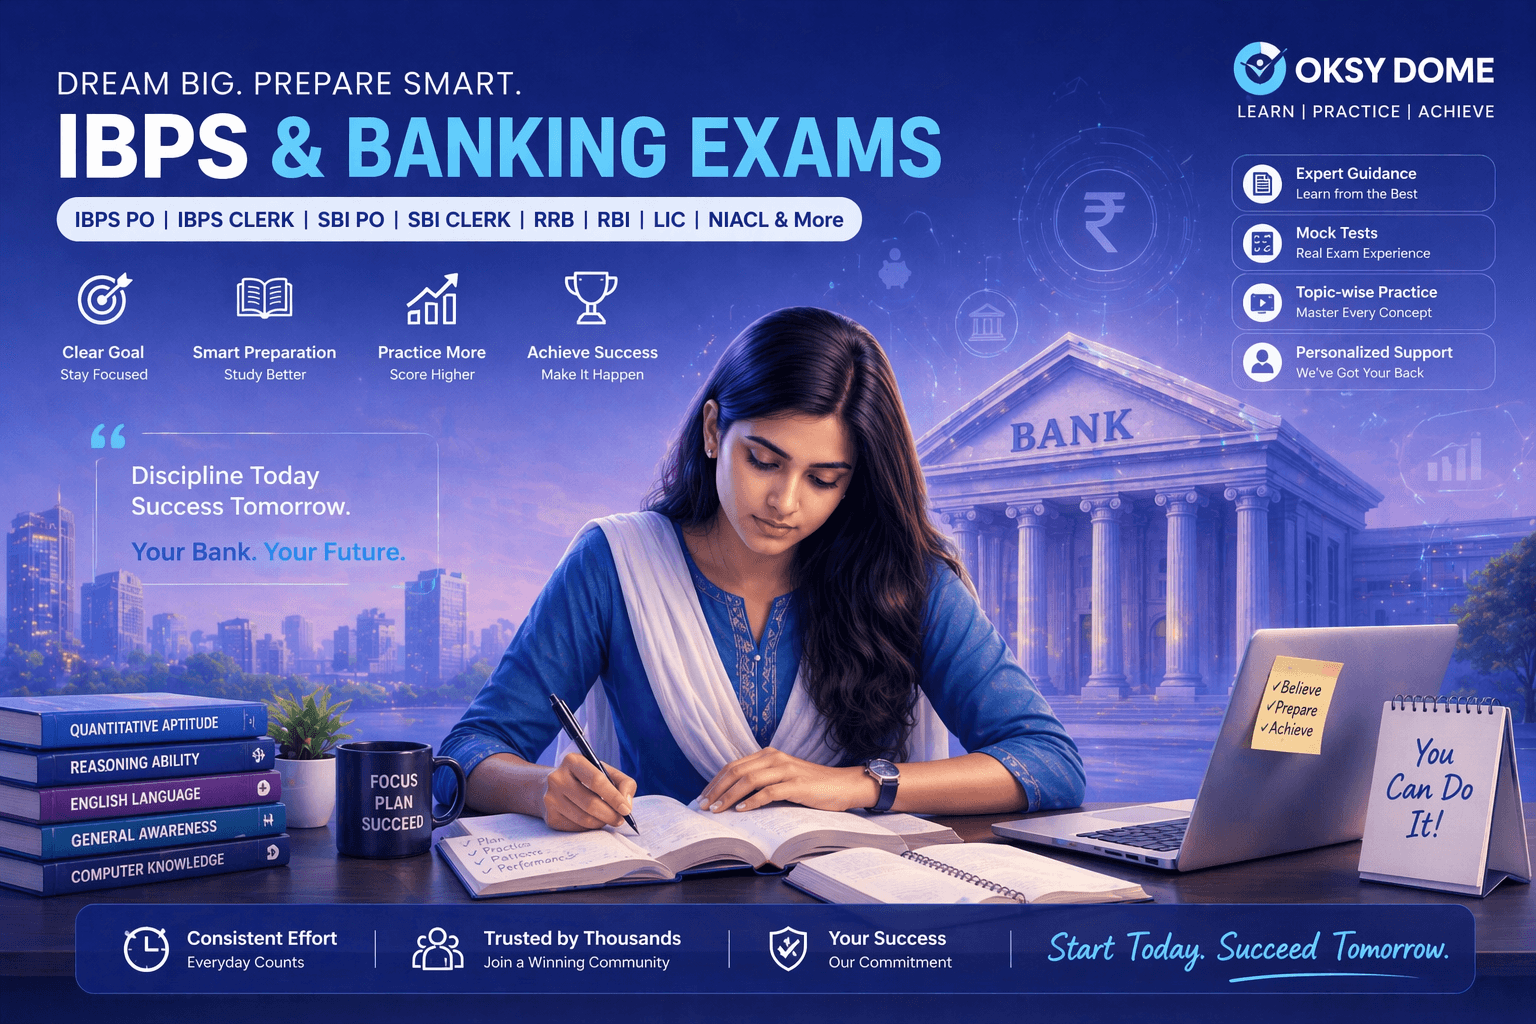 DREAM BIG. PREPARE SMART.
IBPS & BANKING EXAMS
IBPS PO | IBPS CLERK | SBI PO | SBI CLERK | RRB | RBI | LIC | NIACL & More
Clear Goal
Stay Focused
Smart Preparation
Study Better
Practice More
Score Higher
Achieve Success
Make It Happen
OKSY DOME
LEARN | PRACTICE | ACHIEVE
Expert Guidance
Learn from the Best
Mock Tests
Real Exam Experience
Topic-wise Practice
Master Every Concept
Personalized Support
We've Got Your Back
“
Discipline Today
Success Tomorrow.
Your Bank. Your Future.
₹
BANK
QUANTITATIVE APTITUDE
REASONING ABILITY
ENGLISH LANGUAGE
GENERAL AWARENESS
COMPUTER KNOWLEDGE
FOCUS
PLAN
SUCCEED
✓ Plan
✓ Practice
✓ Performance
✓Believe
✓Prepare
✓Achieve
You
Can Do
It!
Consistent Effort
Everyday Counts
Trusted by Thousands
Join a Winning Community
Your Success
Our Commitment
Start Today. Succeed Tomorrow.